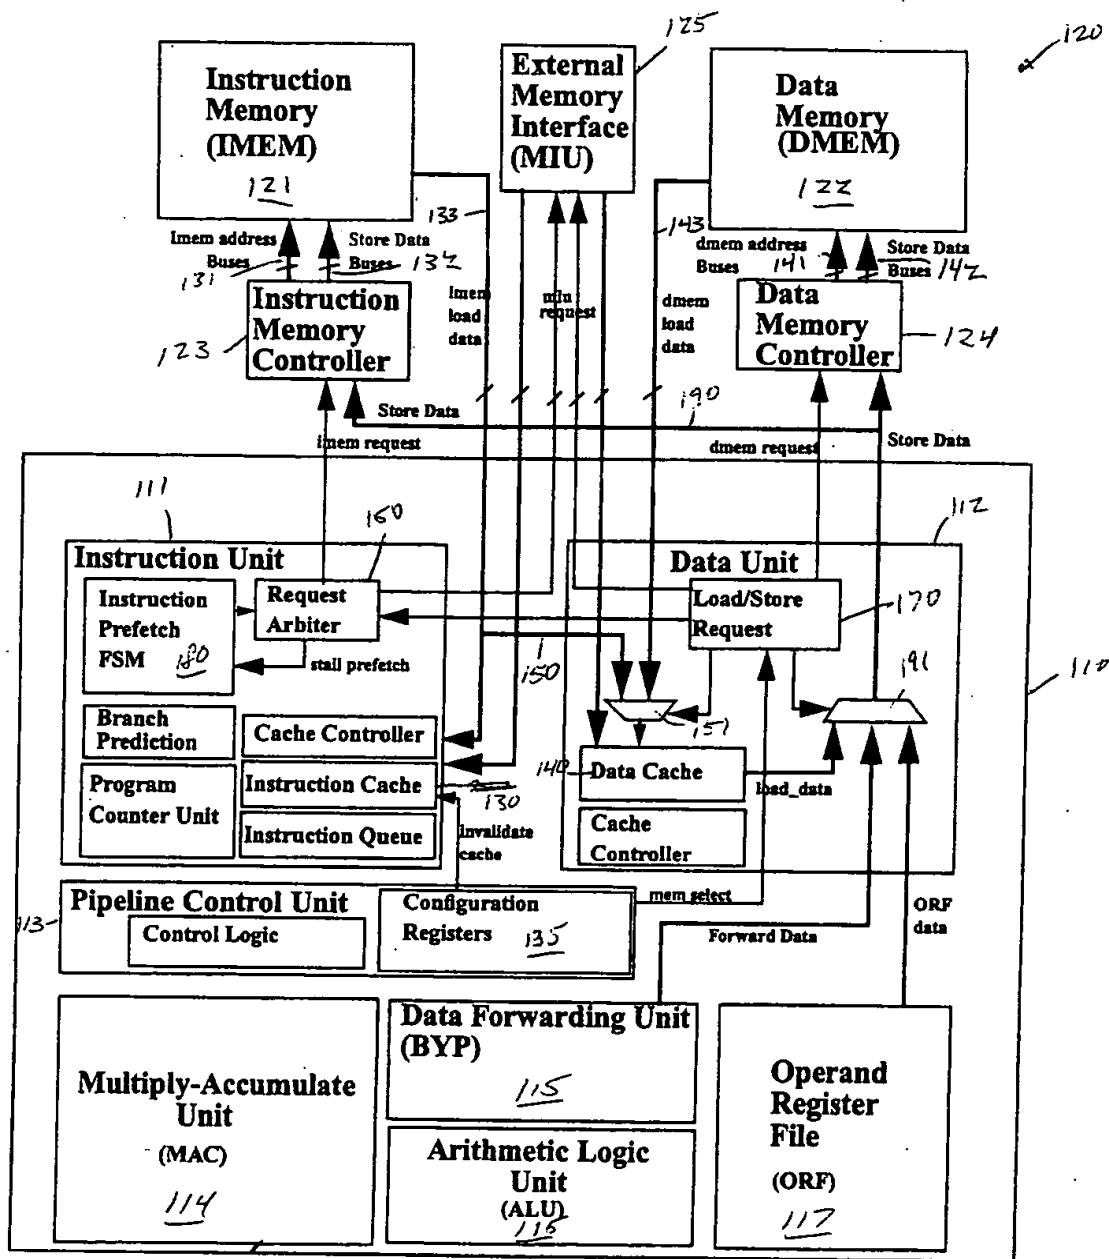 125
120
Instruction
Memory
(IMEM)
121
External
Memory
Interface
(MIU)
Data
Memory
(DMEM)
122
133
143
Imem address
Buses
131
Store Data
Buses
132
dmem address
Buses
141
Store Data
Buses
142
Instruction
Memory
Controller
123
Imem
load
data
miu
request
dmem
load
data
Data
Memory
Controller
124
190
Store Data
imem request
dmem request
Store Data
111
160
112
Instruction Unit
Instruction
Prefetch
FSM
180
Request
Arbiter
stall prefetch
Branch
Prediction
Cache Controller
Program
Counter Unit
Instruction Cache
130
Instruction Queue
Invalidate
cache
150
Data Unit
Load/Store
Request
170
191
110
151
140
Data Cache
load_data
Cache
Controller
113
Pipeline Control Unit
Control Logic
Configuration
Registers
135
mem select
Forward Data
ORF
data
Multiply-Accumulate
Unit
(MAC)
114
Data Forwarding Unit
(BYP)
115
Arithmetic Logic
Unit
(ALU)
116
Operand
Register
File
(ORF)
117